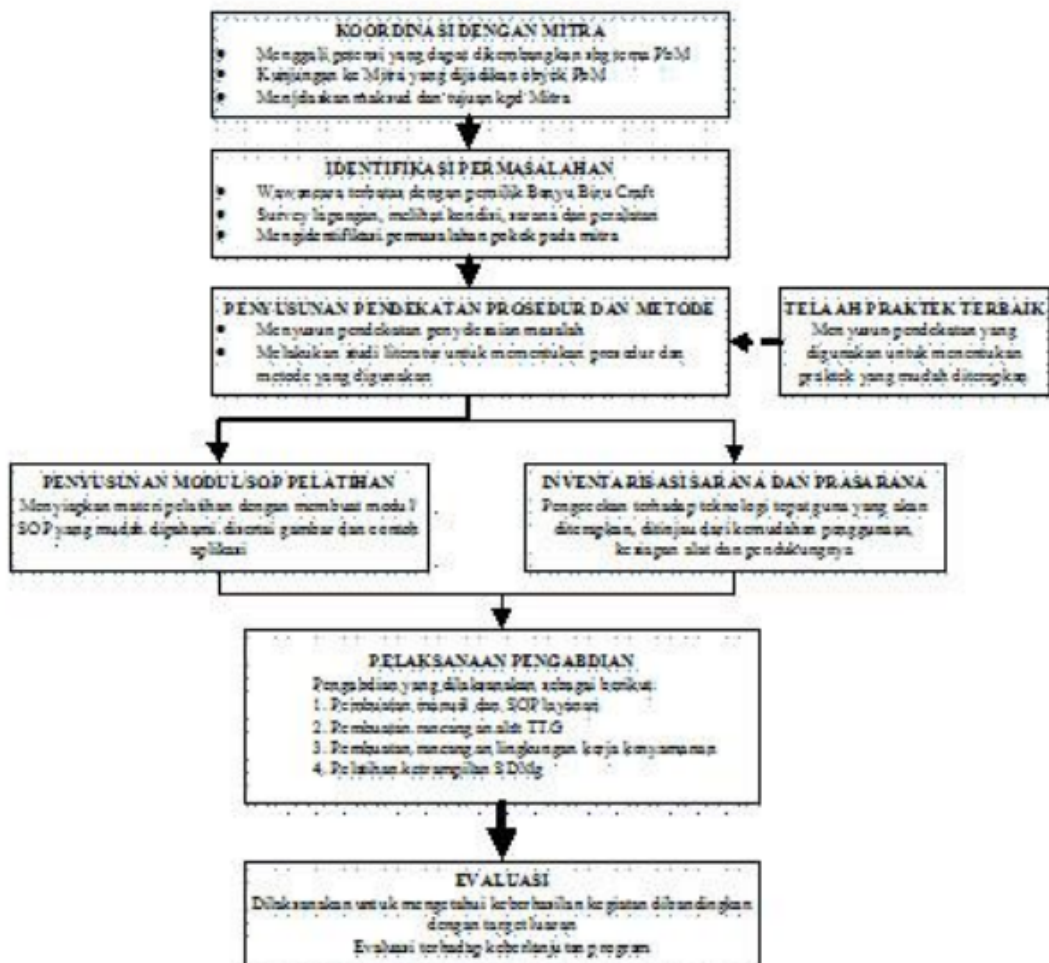 KOORDINASI DENGAN MITRA
● Menggali potensi yang dapat dikembangkan sbg tema PbM
● Kunjungan ke Mitra yang dijadikan obyek PbM
● Menjelaskan maksud dan tujuan kpd Mitra
IDENTIFIKASI PERMASALAHAN
● Wawancara terbatas dengan pemilik Banyu Biru Craft
● Survey lapangan, melihat kondisi, sarana dan peralatan
● Mengidentifikasi permasalahan pokok pada mitra
PENYUSUNAN PENDEKATAN PROSEDUR DAN METODE
● Menyusun pendekatan penyelesaian masalah
● Melakukan studi literatur untuk menentukan prosedur dan
metode yang digunakan
TELAAH PRAKTEK TERBAIK
Menyusun pendekatan yang
digunakan untuk menentukan
praktek yang mudah diterapkan
PENYUSUNAN MODUL/SOP PELATIHAN
Menyiapkan materi pelatihan dengan membuat modul/
SOP yang mudah dipahami, disertai gambar dan contoh
aplikasi
INVENTARISASI SARANA DAN PRASARANA
Pengecekan terhadap teknologi tepat guna yang akan
diterapkan, ditinjau dari kemudahan penggunaan,
kesiapan alat dan pendukungnya
PELAKSANAAN PENGABDIAN
Pengabdian yang dilaksanakan sebagai berikut:
1. Pembuatan manual dan SOP layanan
2. Pembuatan rancangan alat TTG
3. Pembuatan rancangan lingkungan kerja kenyamanan
4. Pelatihan ketrampilan
EVALUASI
Dilaksanakan untuk mengetahui keberhasilan kegiatan dibandingkan
dengan target luaran
Evaluasi terhadap keberlanjutan program